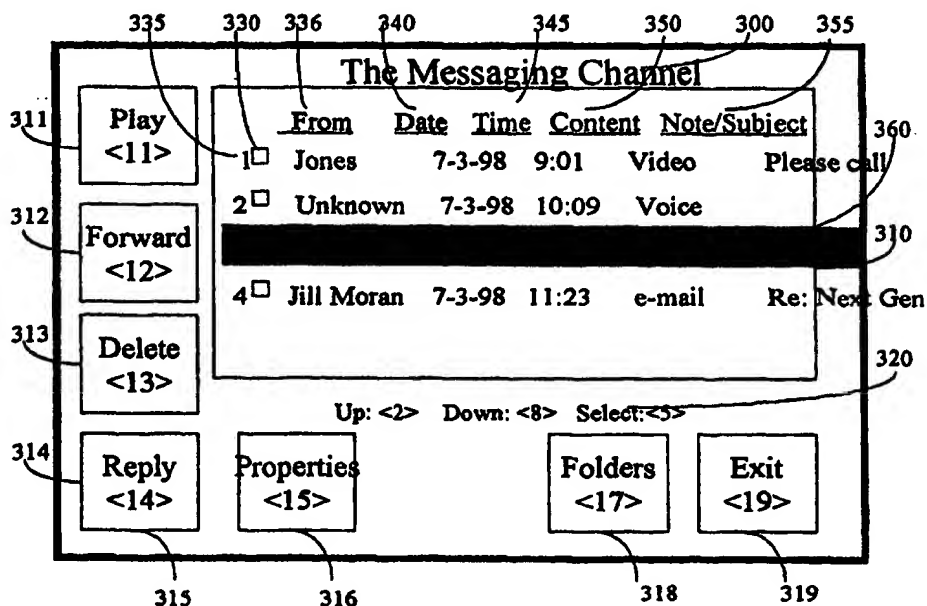 335 330 336 340 345 350 300 355
The Messaging Channel
311 Play <11>
From Date Time Content Note/Subject
360
1 Jones 7-3-98 9:01 Video Please call
2 Unknown 7-3-98 10:09 Voice
312 Forward <12>
310
4 Jill Moran 7-3-98 11:23 e-mail Re: Next Gen
313 Delete <13>
320
Up: <2> Down: <8> Select:<5>
314 Reply <14>
Properties <15>
Folders <17>
Exit <19>
315 316 318 319